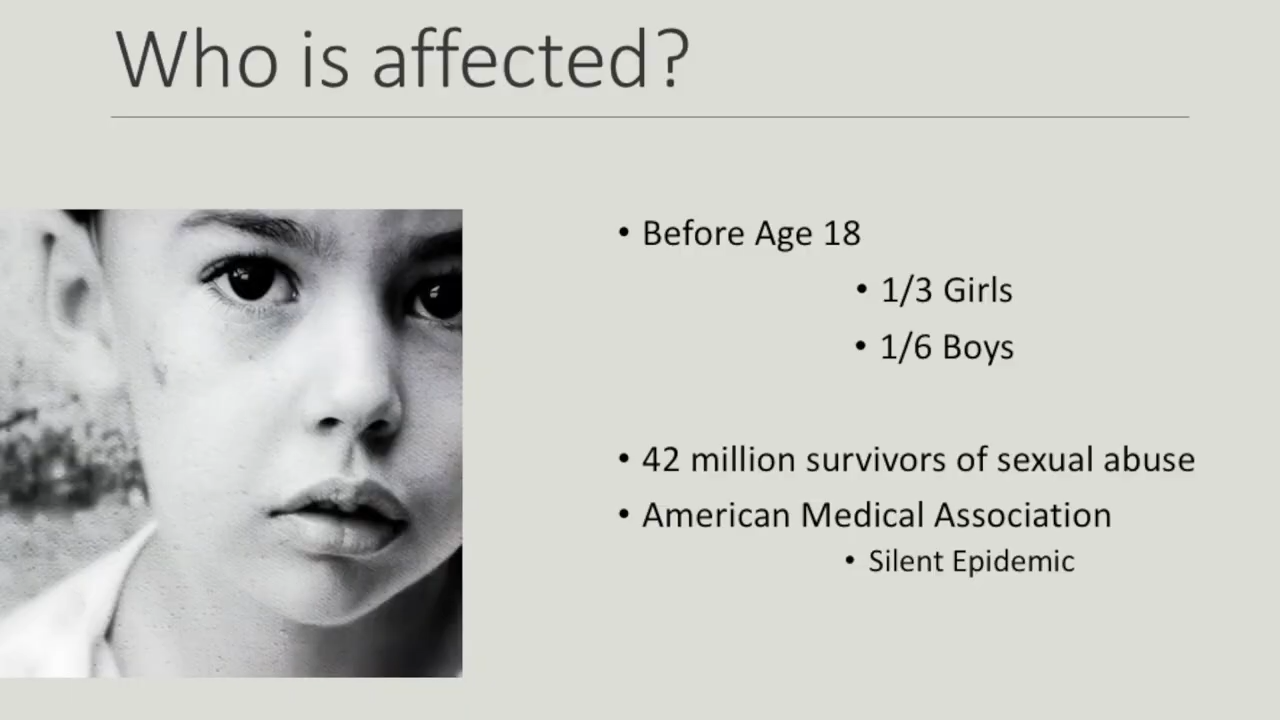 Who is affected?
• Before Age 18
• 1/3 Girls
• 1/6 Boys
• 42 million survivors of sexual abuse
• American Medical Association
• Silent Epidemic